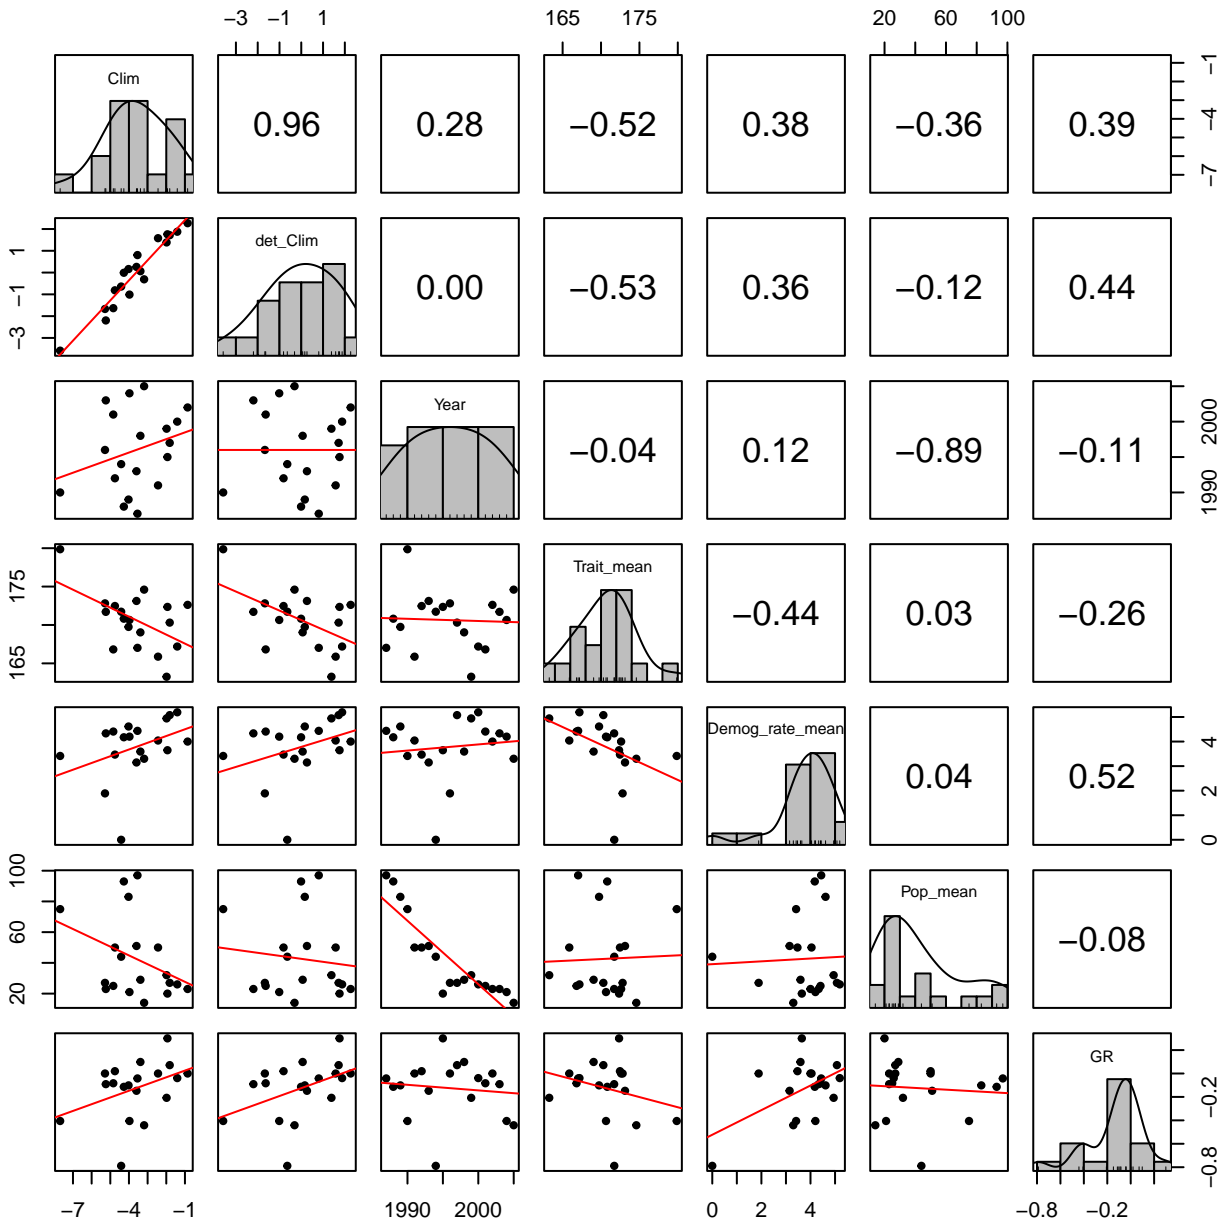 −3 −1 1 165 175 20 60 100
Clim 0.96 0.28 −0.52 0.38 −0.36 0.39 −7 −4 −1
−3 −1 1 det_Clim 0.00 −0.53 0.36 −0.12 0.44
Year −0.04 0.12 −0.89 −0.11 1990 2000
165 175 Trait_mean −0.44 0.03 −0.26
Demog_rate_mean 0.04 0.52 0 2 4
20 60 100 Pop_mean −0.08
GR −0.8 −0.2
−7 −4 −1 1990 2000 0 2 4 −0.8 −0.2